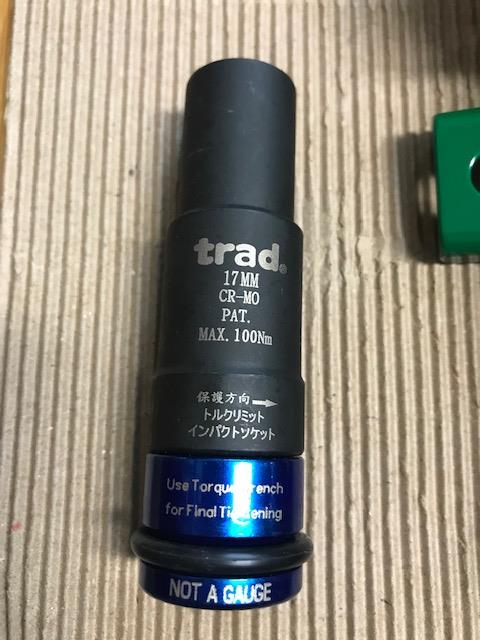 trad®
17MM
CR-MO
PAT.
MAX. 100Nm
保護方向→
トルクリミット
インパクトソケット
Use Torque Wrench
for Final Tightening
NOT A GAUGE